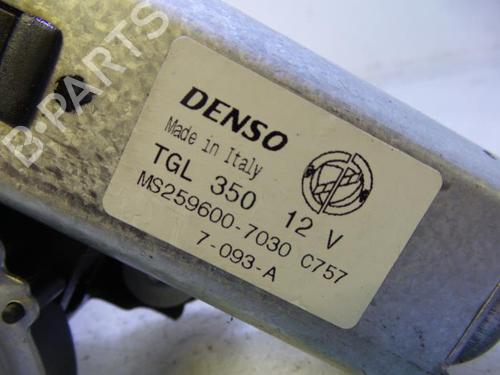 B-PARTS
DENSO
Made in Italy
TGL 350 12 V
MS259600-7030 C757
7-093-A